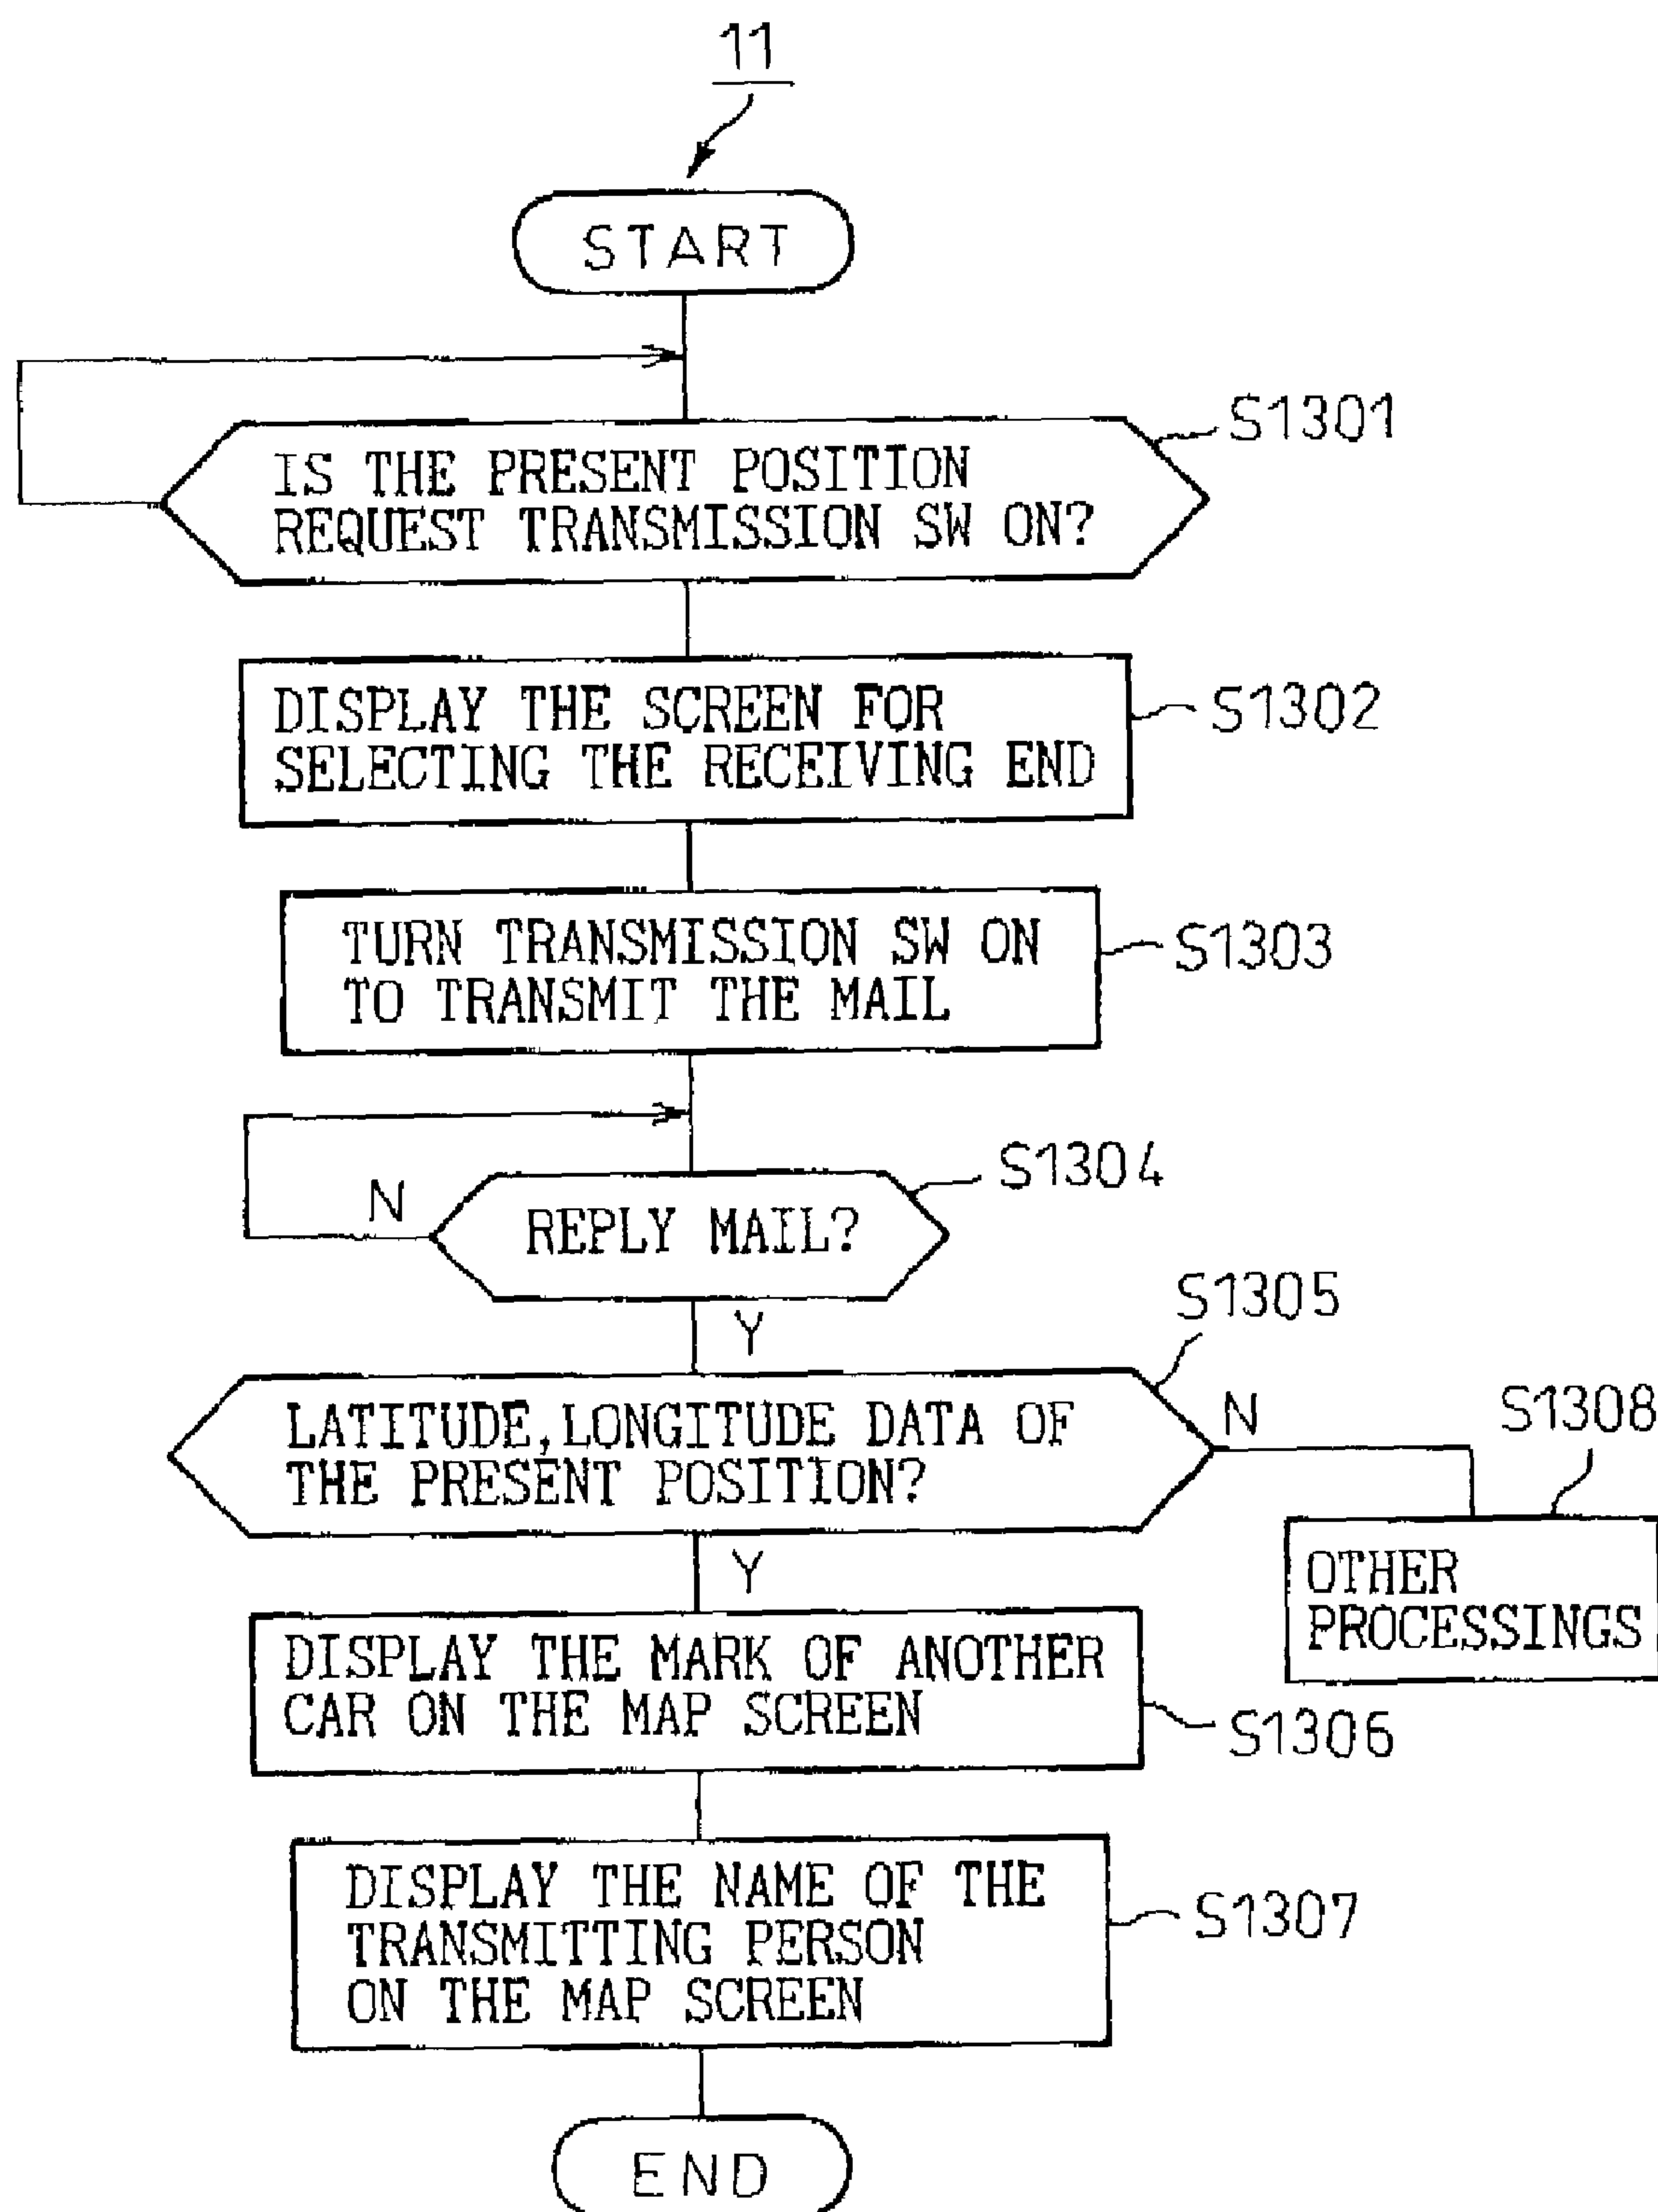 11
START
S1301
IS THE PRESENT POSITION
REQUEST TRANSMISSION SW ON?
DISPLAY THE SCREEN FOR
SELECTING THE RECEIVING END
S1302
TURN TRANSMISSION SW ON
TO TRANSMIT THE MAIL
S1303
S1304
N
REPLY MAIL?
Y
S1305
LATITUDE,LONGITUDE DATA OF
THE PRESENT POSITION?
N
S1308
Y
OTHER
PROCESSINGS
DISPLAY THE MARK OF ANOTHER
CAR ON THE MAP SCREEN
S1306
DISPLAY THE NAME OF THE
TRANSMITTING PERSON
ON THE MAP SCREEN
S1307
END